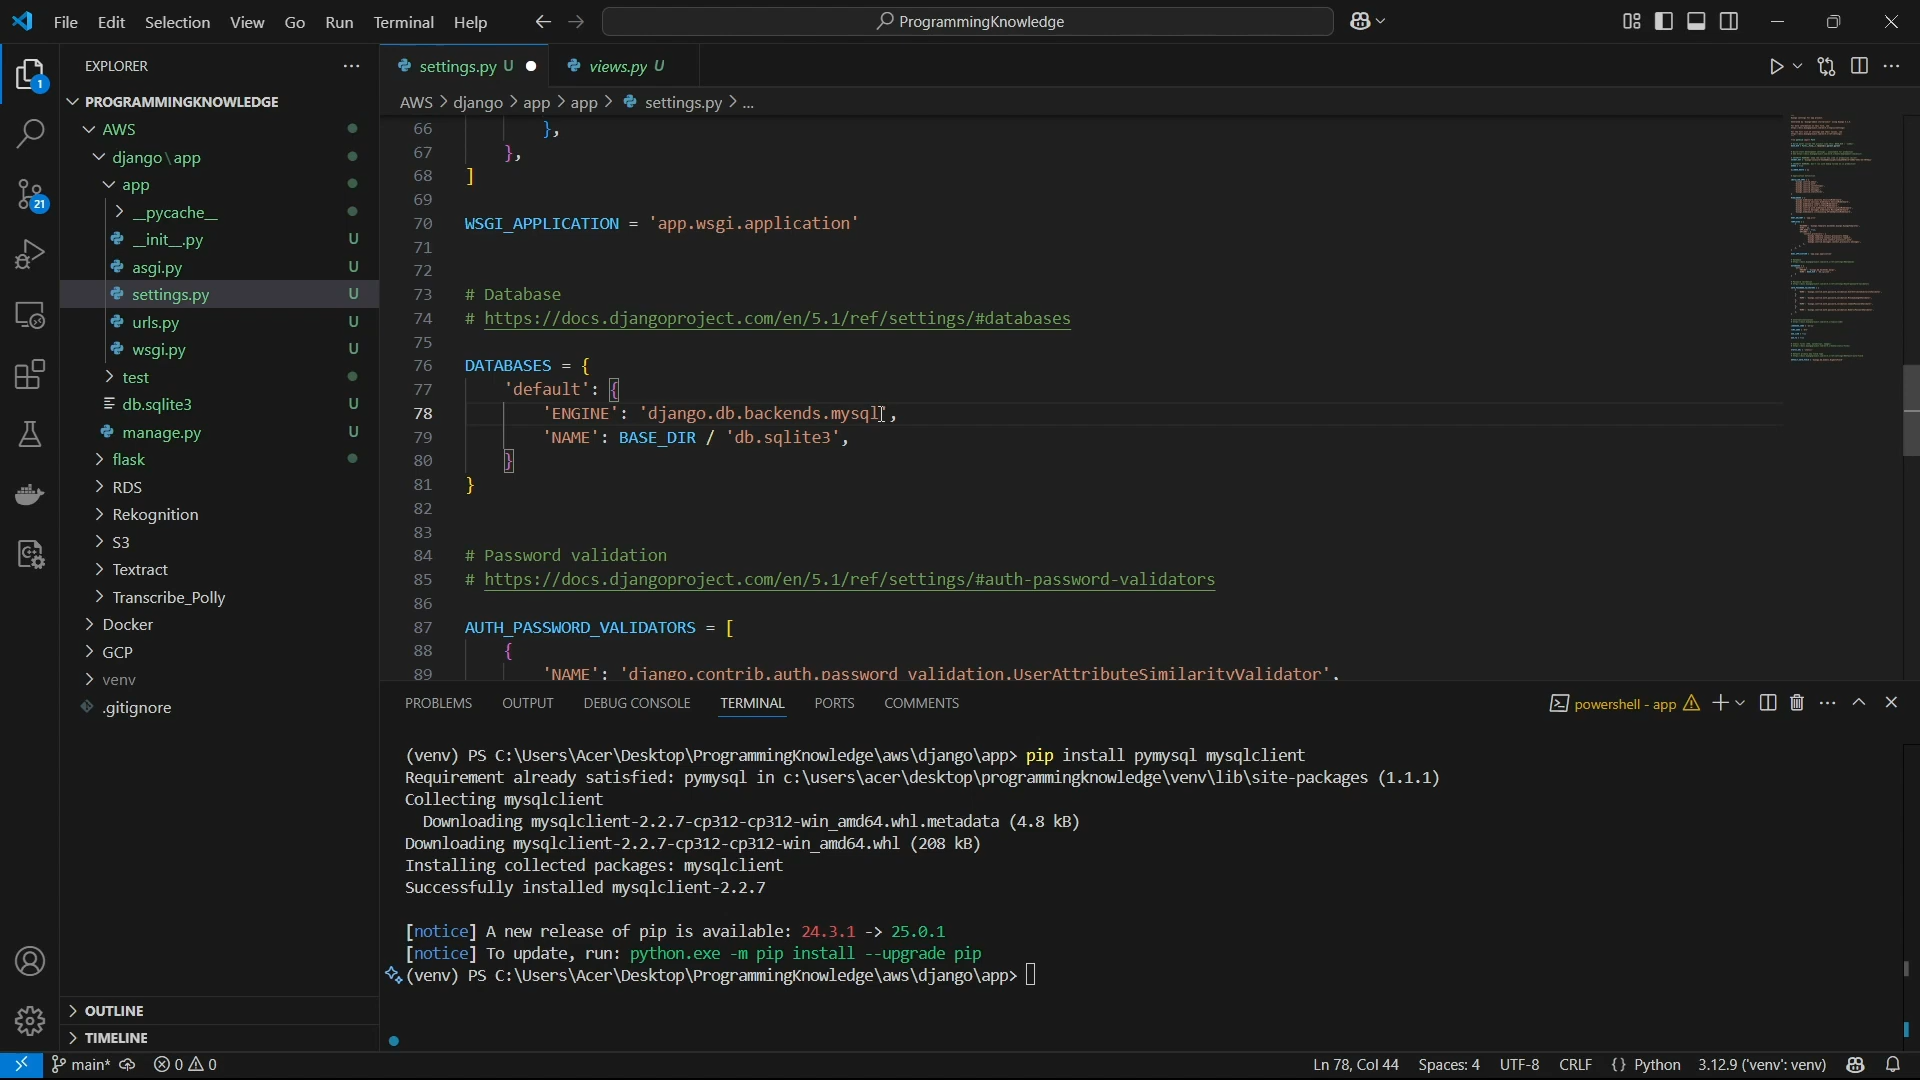 File Edit Selection View Go Run Terminal Help
ProgrammingKnowledge
EXPLORER
PROGRAMMINGKNOWLEDGE
AWS
django\app
app
__pycache__
__init__.py U
asgi.py U
settings.py U
urls.py U
wsgi.py U
test
db.sqlite3 U
manage.py U
flask
RDS
Rekognition
S3
Textract
Transcribe_Polly
Docker
GCP
venv
.gitignore
OUTLINE
TIMELINE
1
21
settings.py U
views.py U
AWS > django > app > app > settings.py > ...
66 },
67 },
68 ]
69
70 WSGI_APPLICATION = 'app.wsgi.application'
71
72
73 # Database
74 # https://docs.djangoproject.com/en/5.1/ref/settings/#databases
75
76 DATABASES = {
77 'default': {
78 'ENGINE': 'django.db.backends.mysql',
79 'NAME': BASE_DIR / 'db.sqlite3',
80 }
81 }
82
83
84 # Password validation
85 # https://docs.djangoproject.com/en/5.1/ref/settings/#auth-password-validators
86
87 AUTH_PASSWORD_VALIDATORS = [
88 {
89 'NAME': 'django.contrib.auth.password_validation.UserAttributeSimilarityValidator',
PROBLEMS OUTPUT DEBUG CONSOLE TERMINAL PORTS COMMENTS
powershell - app
(venv) PS C:\Users\Acer\Desktop\ProgrammingKnowledge\aws\django\app> pip install pymysql mysqlclient
Requirement already satisfied: pymysql in c:\users\acer\desktop\programmingknowledge\venv\lib\site-packages (1.1.1)
Collecting mysqlclient
Downloading mysqlclient-2.2.7-cp312-cp312-win_amd64.whl.metadata (4.8 kB)
Downloading mysqlclient-2.2.7-cp312-cp312-win_amd64.whl (208 kB)
Installing collected packages: mysqlclient
Successfully installed mysqlclient-2.2.7
[notice] A new release of pip is available: 24.3.1 -> 25.0.1
[notice] To update, run: python.exe -m pip install --upgrade pip
(venv) PS C:\Users\Acer\Desktop\ProgrammingKnowledge\aws\django\app>
main* 0 0
Ln 78, Col 44 Spaces: 4 UTF-8 CRLF {} Python 3.12.9 ('venv': venv)